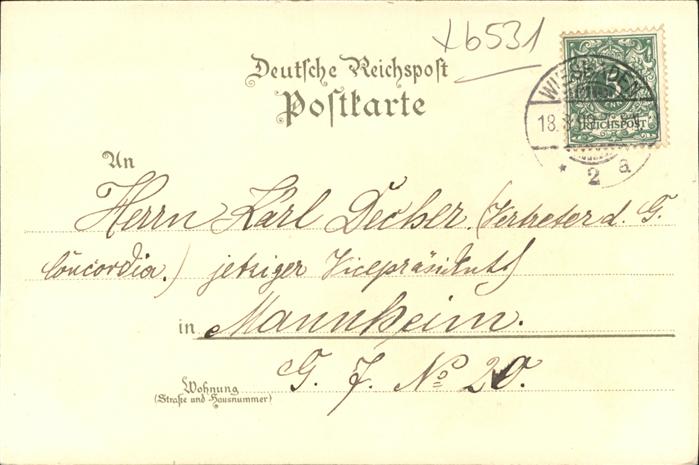 x6531
Deutsche Reichspost
Postkarte
WIESBADEN
REICHSPOST
18.
* 2 a
An
Herrn Karl Decker. (Vertreter d. G.
Concordia.) jetziger Vicepräsident
in Mannheim.
G. 7. No 20.
Wohnung
(Straße und Hausnummer)